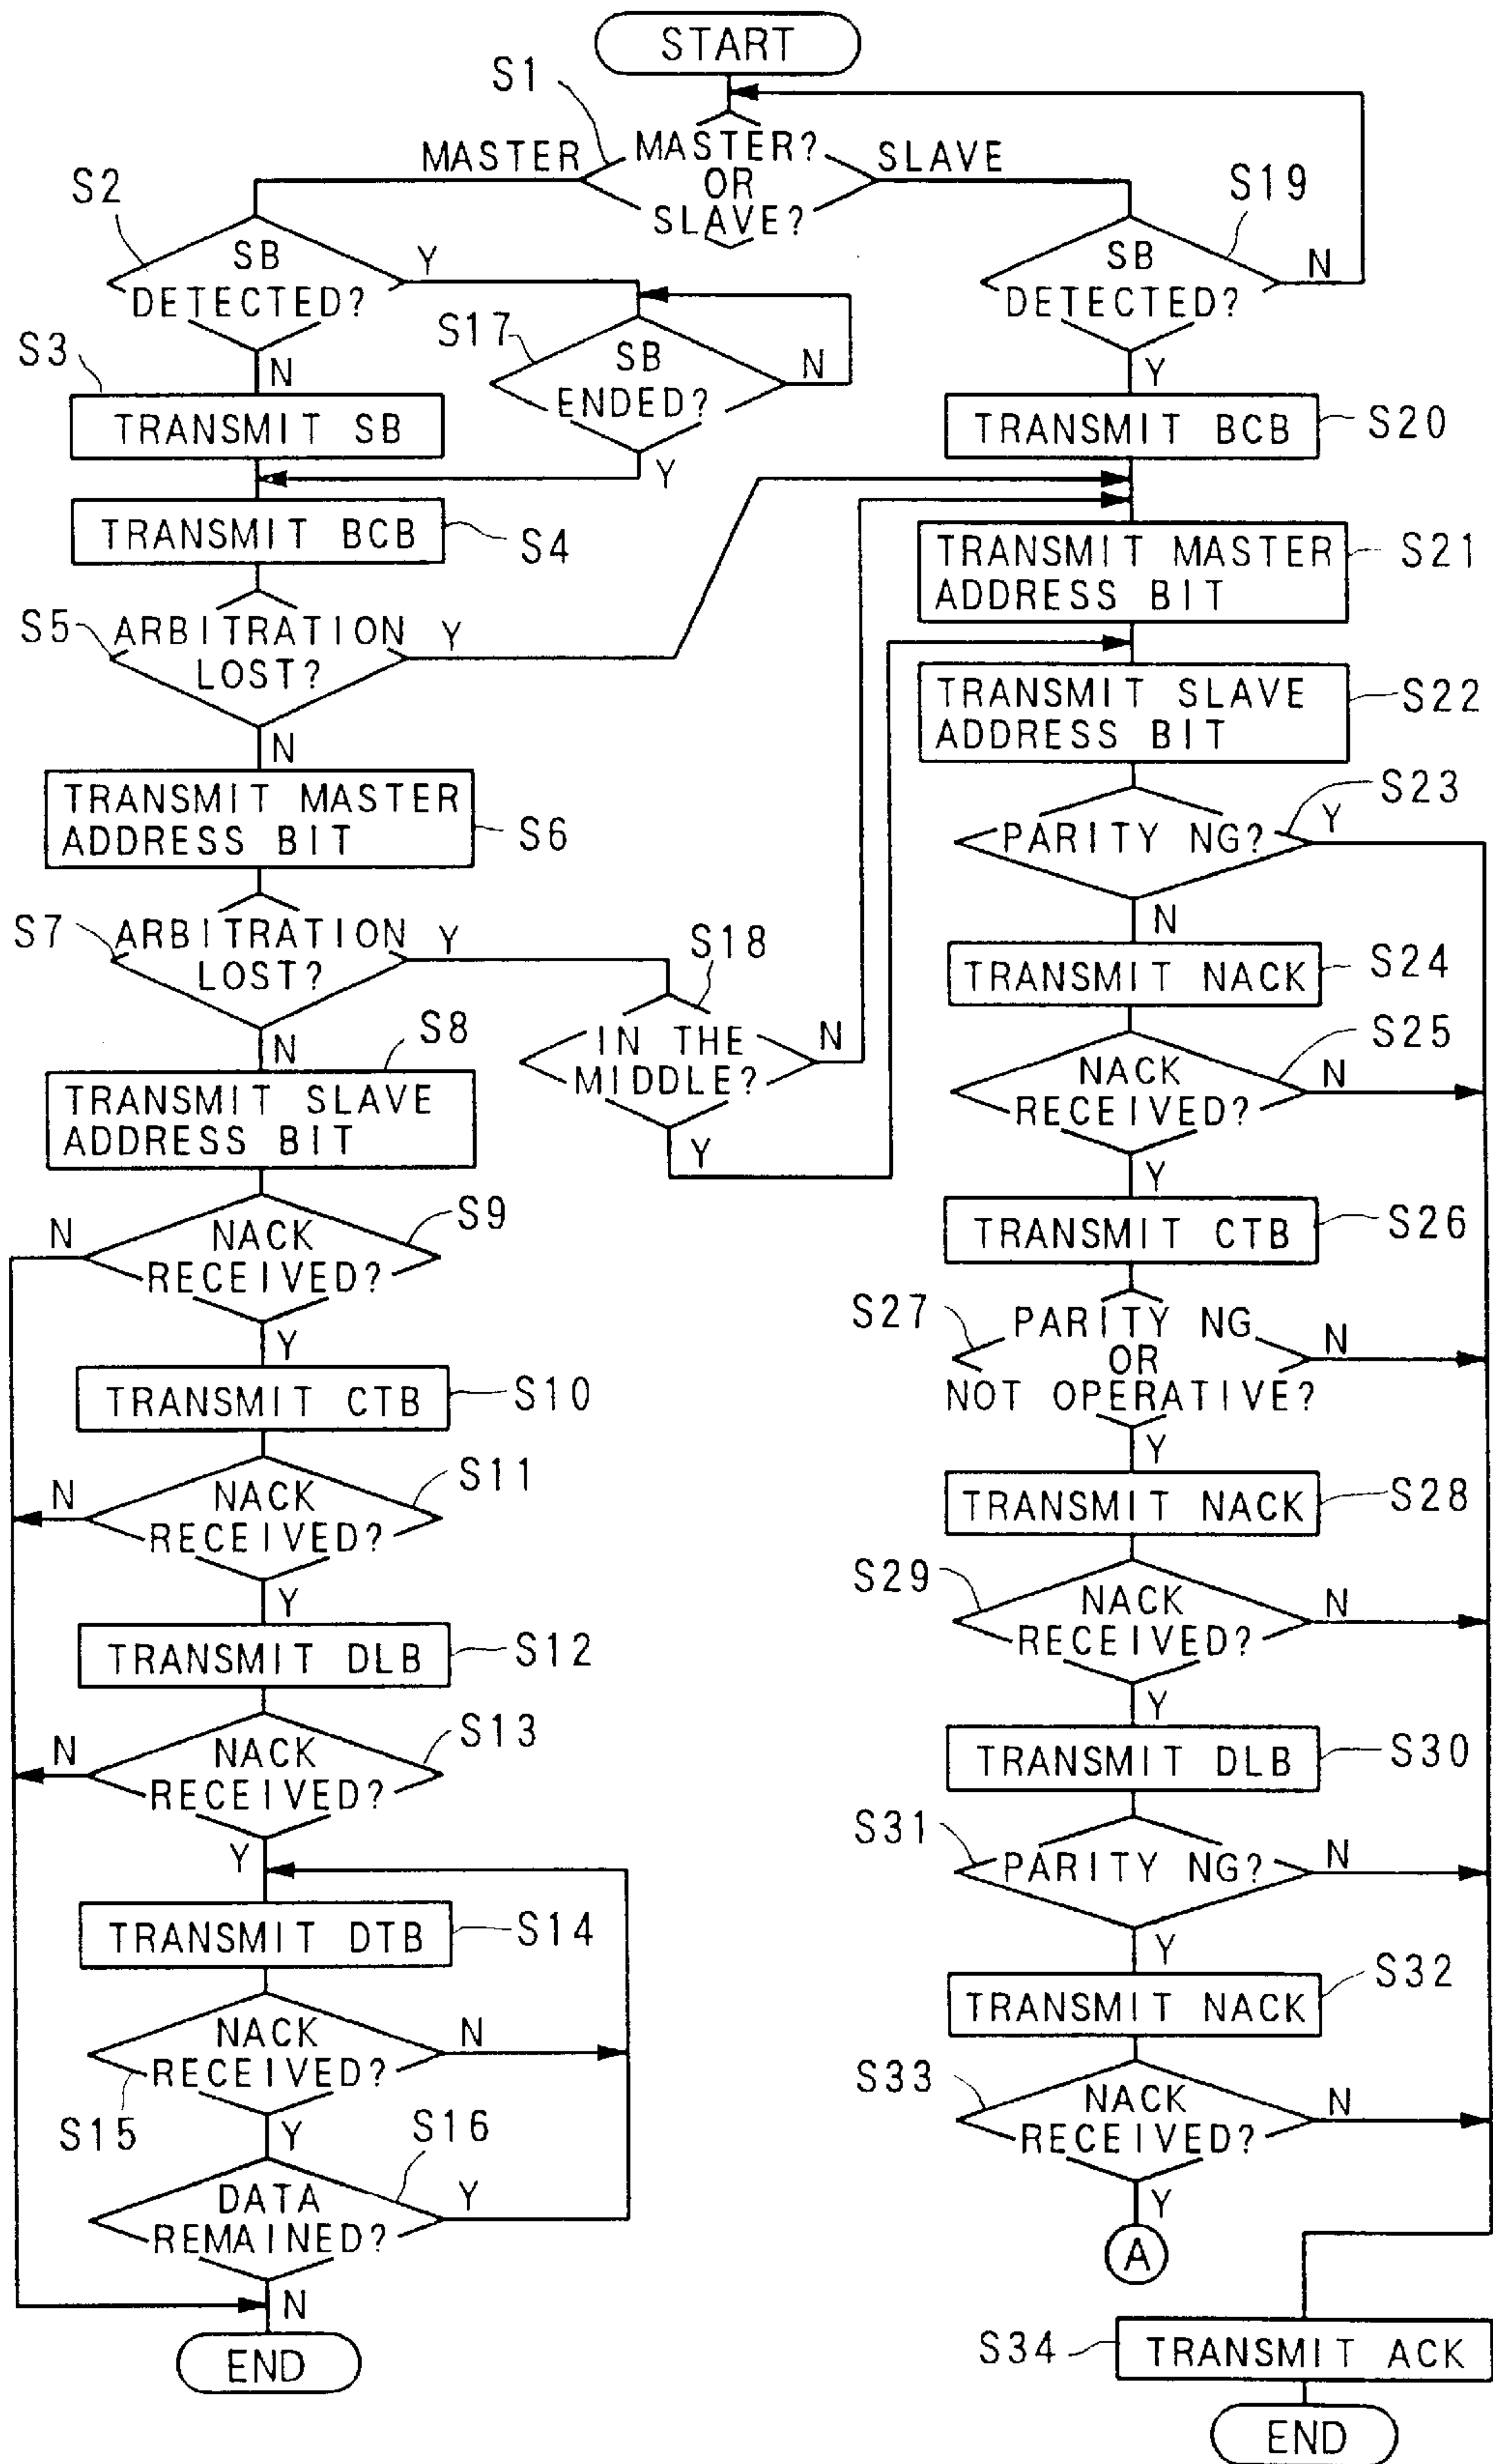 START
S1
MASTER?
OR
SLAVE?
MASTER
SLAVE
S2
SB
DETECTED?
Y
N
S17
SB
ENDED?
N
Y
S3
TRANSMIT SB
TRANSMIT BCB
S4
S5
ARBITRATION
LOST?
Y
N
TRANSMIT MASTER
ADDRESS BIT
S6
S7
ARBITRATION
LOST?
Y
N
S18
IN THE
MIDDLE?
N
Y
S8
TRANSMIT SLAVE
ADDRESS BIT
S9
NACK
RECEIVED?
N
Y
TRANSMIT CTB
S10
S11
NACK
RECEIVED?
N
Y
TRANSMIT DLB
S12
S13
NACK
RECEIVED?
N
Y
TRANSMIT DTB
S14
NACK
RECEIVED?
N
S15
Y
S16
DATA
REMAINED?
Y
N
END
S19
SB
DETECTED?
N
Y
TRANSMIT BCB
S20
TRANSMIT MASTER
ADDRESS BIT
S21
TRANSMIT SLAVE
ADDRESS BIT
S22
S23
PARITY NG?
Y
N
TRANSMIT NACK
S24
S25
NACK
RECEIVED?
N
Y
TRANSMIT CTB
S26
S27
PARITY NG
OR
NOT OPERATIVE?
N
Y
TRANSMIT NACK
S28
S29
NACK
RECEIVED?
N
Y
TRANSMIT DLB
S30
S31
PARITY NG?
N
Y
S32
TRANSMIT NACK
S33
NACK
RECEIVED?
N
Y
A
S34
TRANSMIT ACK
END